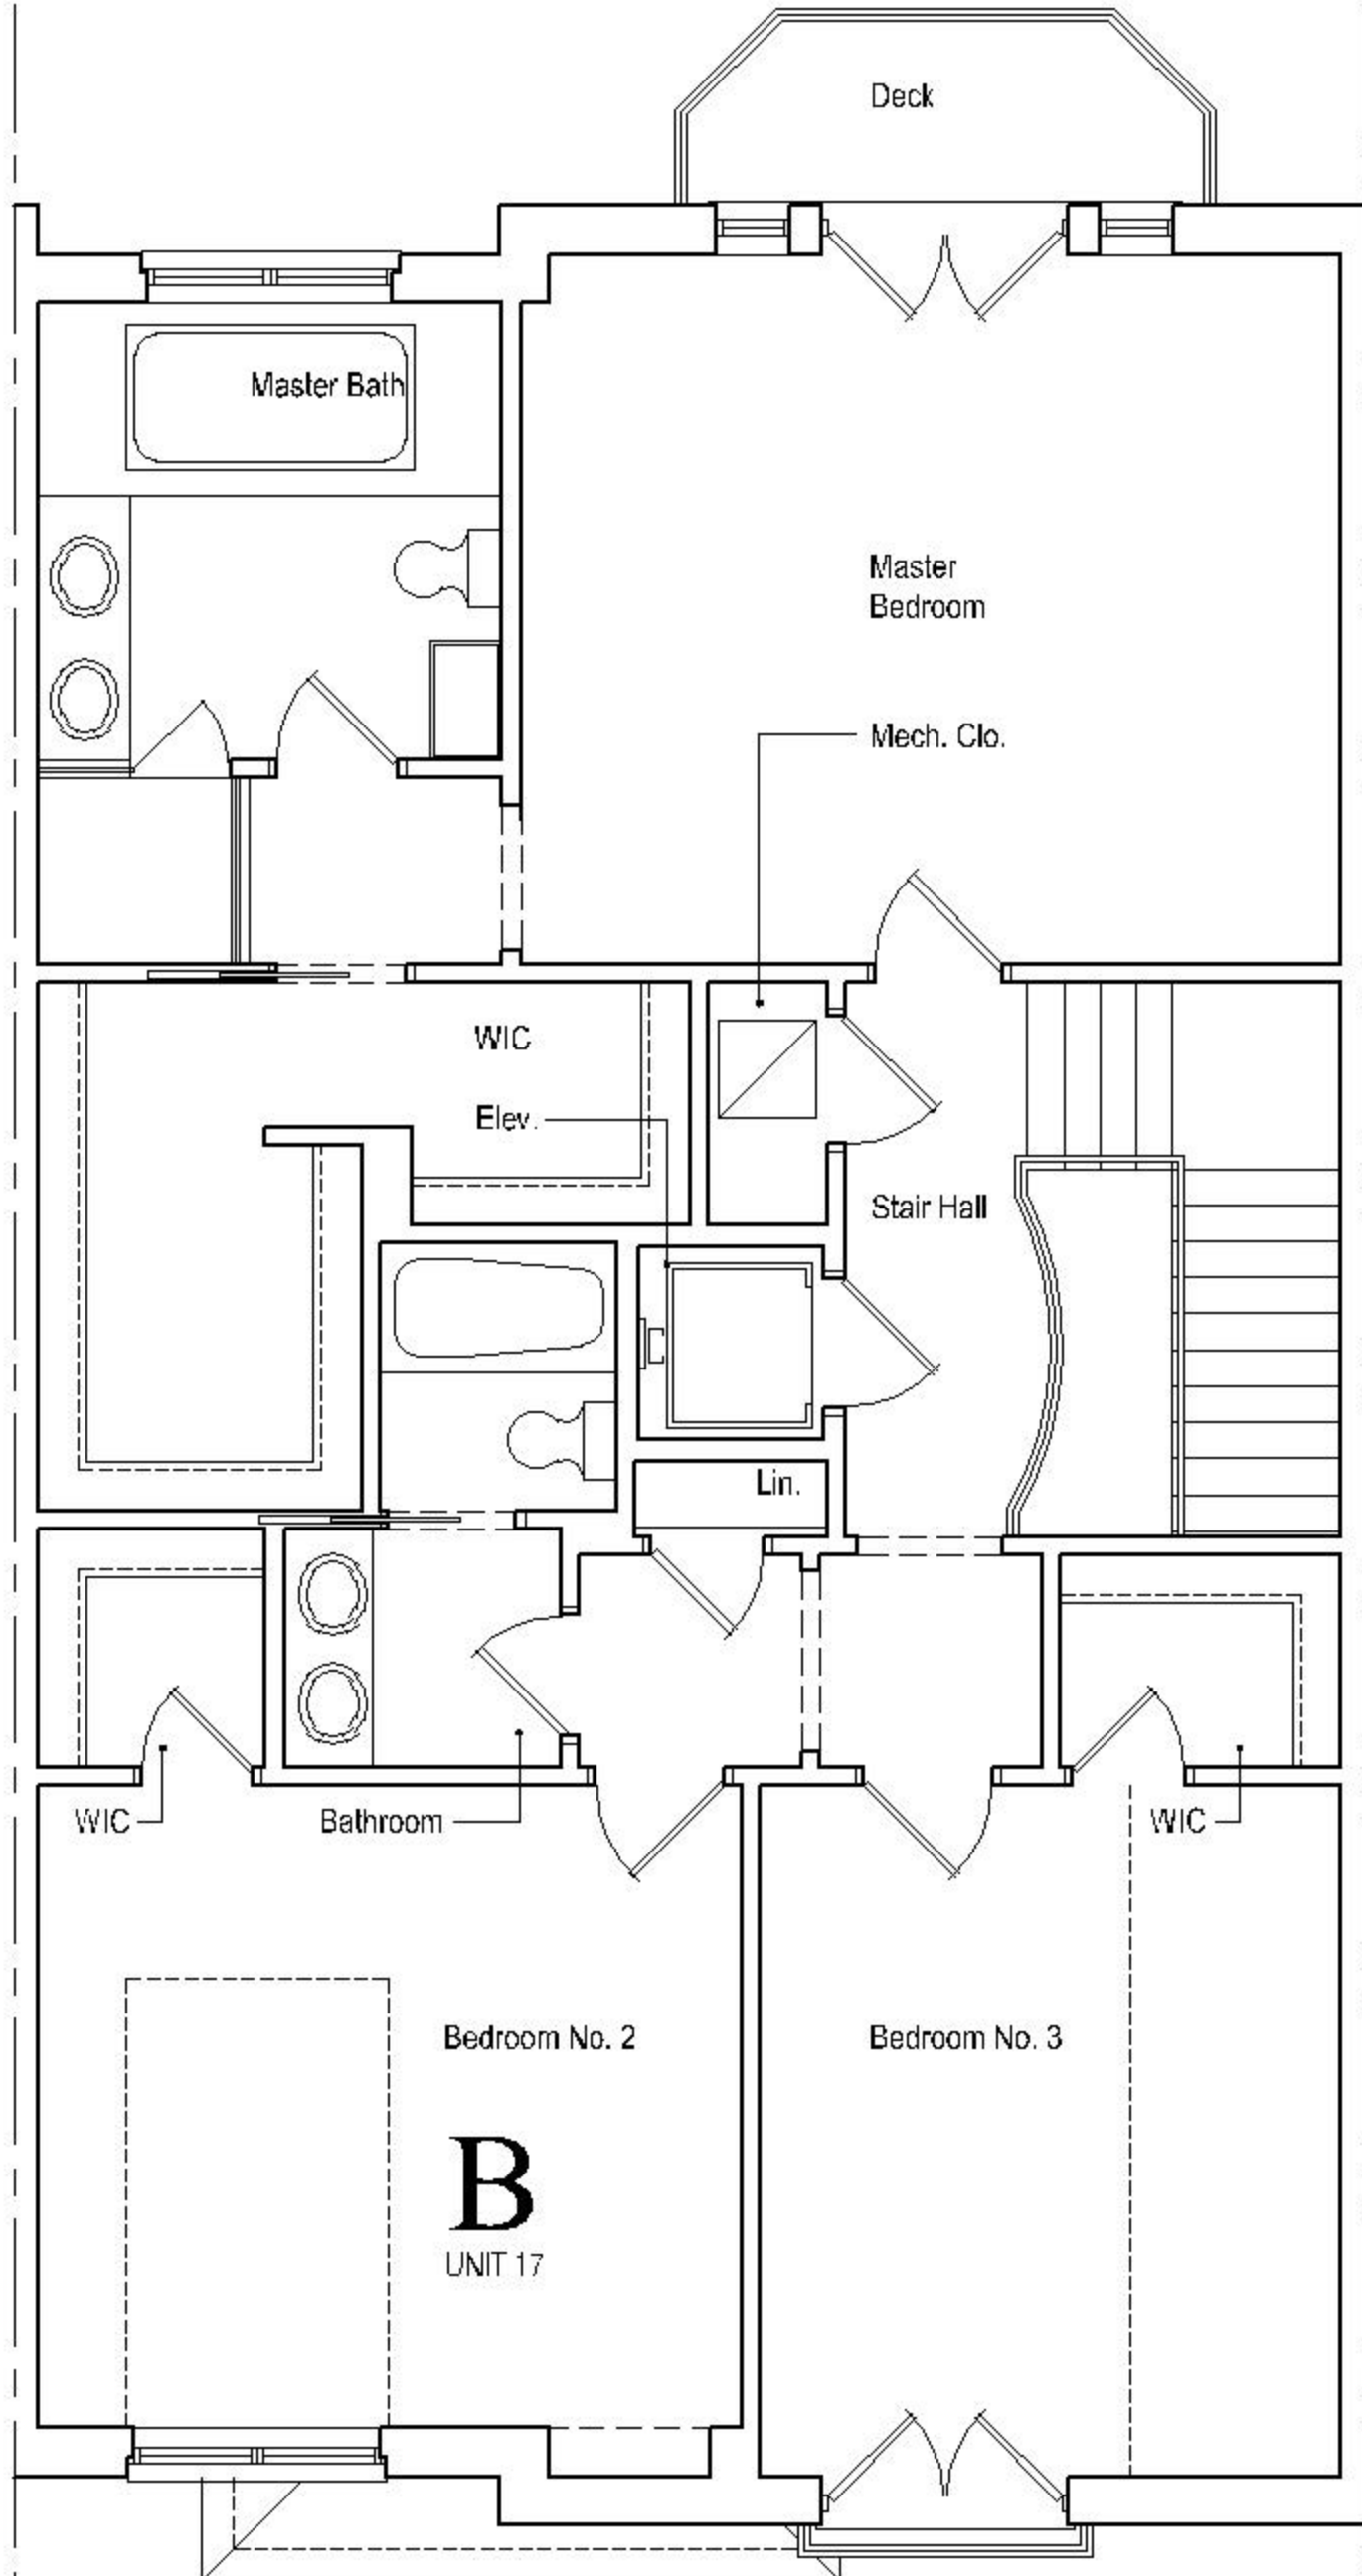 Deck
Master Bath
Master
Bedroom
Mech. Clo.
WIC
Elev.
Stair Hall
Lin.
WIC
Bathroom
WIC
Bedroom No. 2
Bedroom No. 3
B
UNIT 17